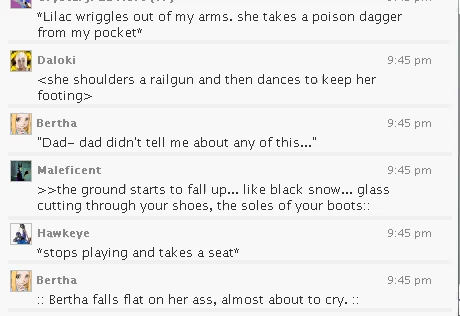 *Lilac wriggles out of my arms. she takes a poison dagger
from my pocket*
Daloki 9:45 pm
<she shoulders a railgun and then dances to keep her
footing>
Bertha 9:45 pm
"Dad- dad didn't tell me about any of this..."
Maleficent 9:45 pm
>>the ground starts to fall up... like black snow... glass
cutting through your shoes, the soles of your boots::
Hawkeye 9:45 pm
*stops playing and takes a seat*
Bertha 9:45 pm
:: Bertha falls flat on her ass, almost about to cry. ::